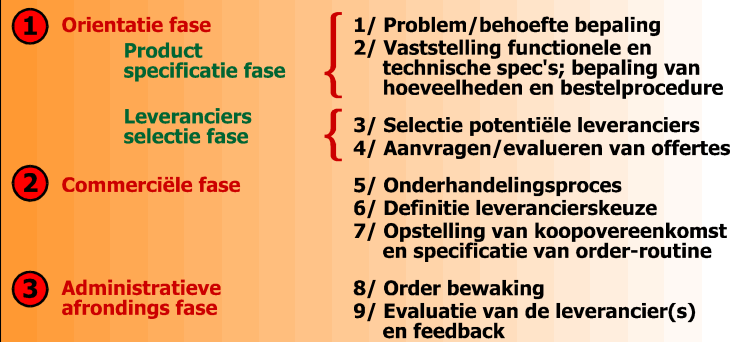 1 Orientatie fase
Product
specificatie fase
1/ Problem/behoefte bepaling
2/ Vaststelling functionele en
technische spec's; bepaling van
hoeveelheden en bestelprocedure
Leveranciers
selectie fase
3/ Selectie potentiële leveranciers
4/ Aanvragen/evalueren van offertes
2 Commerciële fase
5/ Onderhandelingsproces
6/ Definitie leverancierskeuze
7/ Opstelling van koopovereenkomst
en specificatie van order-routine
3 Administratieve
afrondings fase
8/ Order bewaking
9/ Evaluatie van de leverancier(s)
en feedback